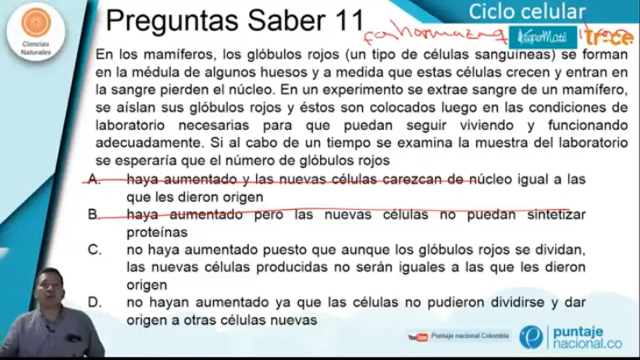 Ciencias
Naturales
Preguntas Saber 11
Ciclo celular
tr-ce
En los mamíferos, los glóbulos rojos (un tipo de células sanguíneas) se forman
en la médula de algunos huesos y a medida que estas células crecen y entran en
la sangre pierden el núcleo. En un experimento se extrae sangre de un mamífero,
se aíslan sus glóbulos rojos y éstos son colocados luego en las condiciones de
laboratorio necesarias para que puedan seguir viviendo y funcionando
adecuadamente. Si al cabo de un tiempo se examina la muestra del laboratorio
se esperaría que el número de glóbulos rojos
A. haya aumentado y las nuevas células carezcan de núcleo igual a las
que les dieron origen
B. haya aumentado pero las nuevas células no puedan sintetizar
proteínas
C. no haya aumentado puesto que aunque los glóbulos rojos se dividan,
las nuevas células producidas no serán iguales a las que les dieron
origen
D. no hayan aumentado ya que las células no pudieron dividirse y dar
origen a otras células nuevas
YouTube Puntaje nacional Colombia
puntaje
nacional.co